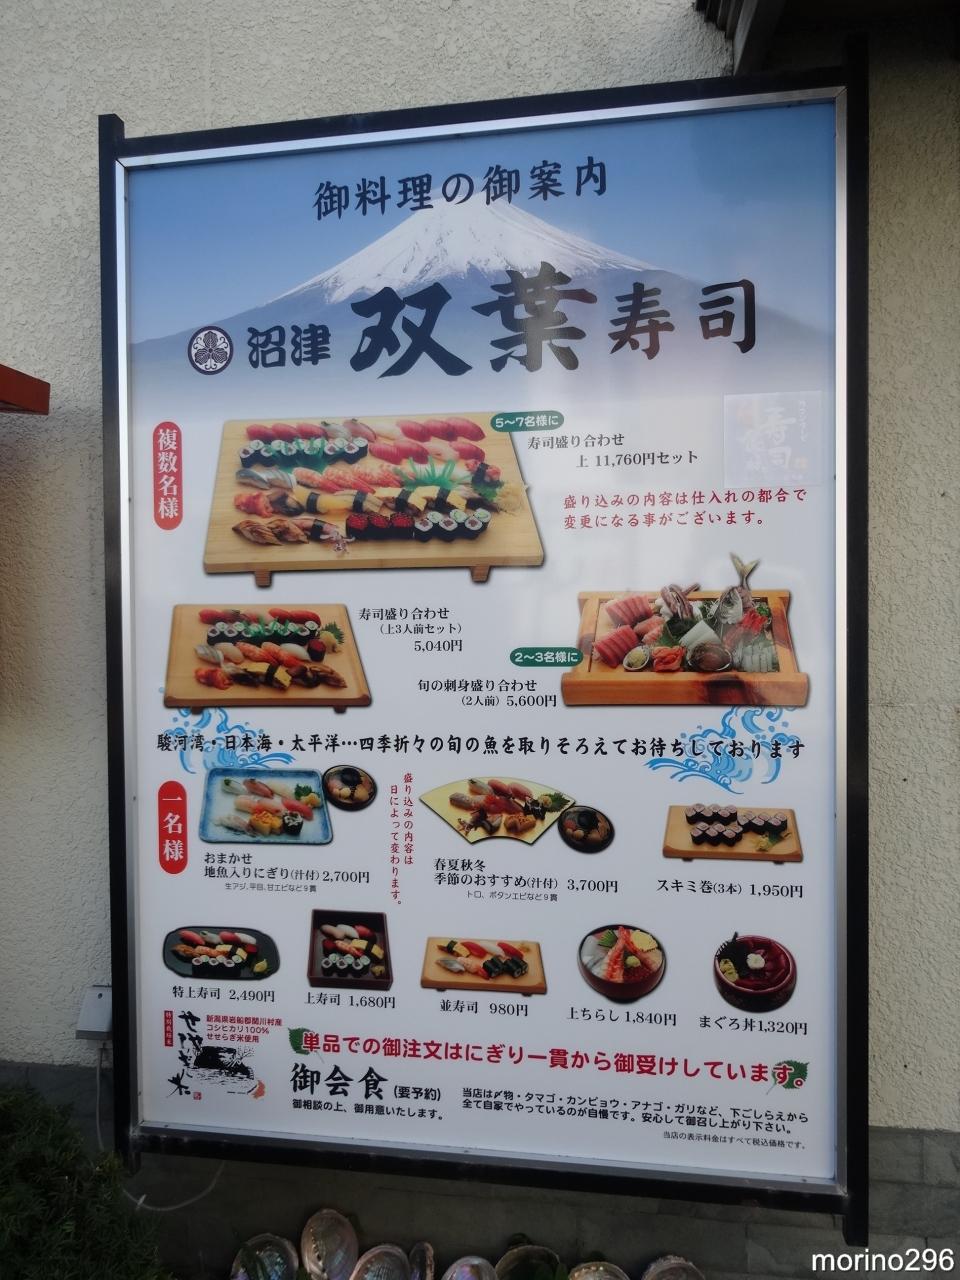 御料理の御案内
沼津 双葉寿司
複数名様
5〜7名様に
寿司盛り合わせ
上 11,760円セット
盛り込みの内容は仕入れの都合で
変更になる事がございます。
寿司盛り合わせ
(上3人前セット)
5,040円
2〜3名様に
旬の刺身盛り合わせ
(2人前) 5,600円
駿河湾・日本海・太平洋…四季折々の旬の魚を取りそろえてお待ちしております
一名様
おまかせ
地魚入りにぎり(汁付) 2,700円
生アジ、平目、甘エビなど9貫
盛り込みの内容は
日によって変わります。
春夏秋冬
季節のおすすめ(汁付) 3,700円
トロ、ボタンエビなど9貫
スキミ巻(3本) 1,950円
特上寿司 2,490円
上寿司 1,680円
並寿司 980円
上ちらし 1,840円
まぐろ丼1,320円
特別栽培米
せせらぎ米
新潟県岩船郡関川村産
コシヒカリ100%
せせらぎ米使用
単品での御注文はにぎり一貫から御受けしています。
御会食(要予約)
御相談の上、御用意いたします。
当店は〆物・タマゴ・カンピョウ・アナゴ・ガリなど、下ごしらえから
全て自家でやっているのが自慢です。安心して御召し上がり下さい。
当店の表示料金はすべて税込価格です。
morino296